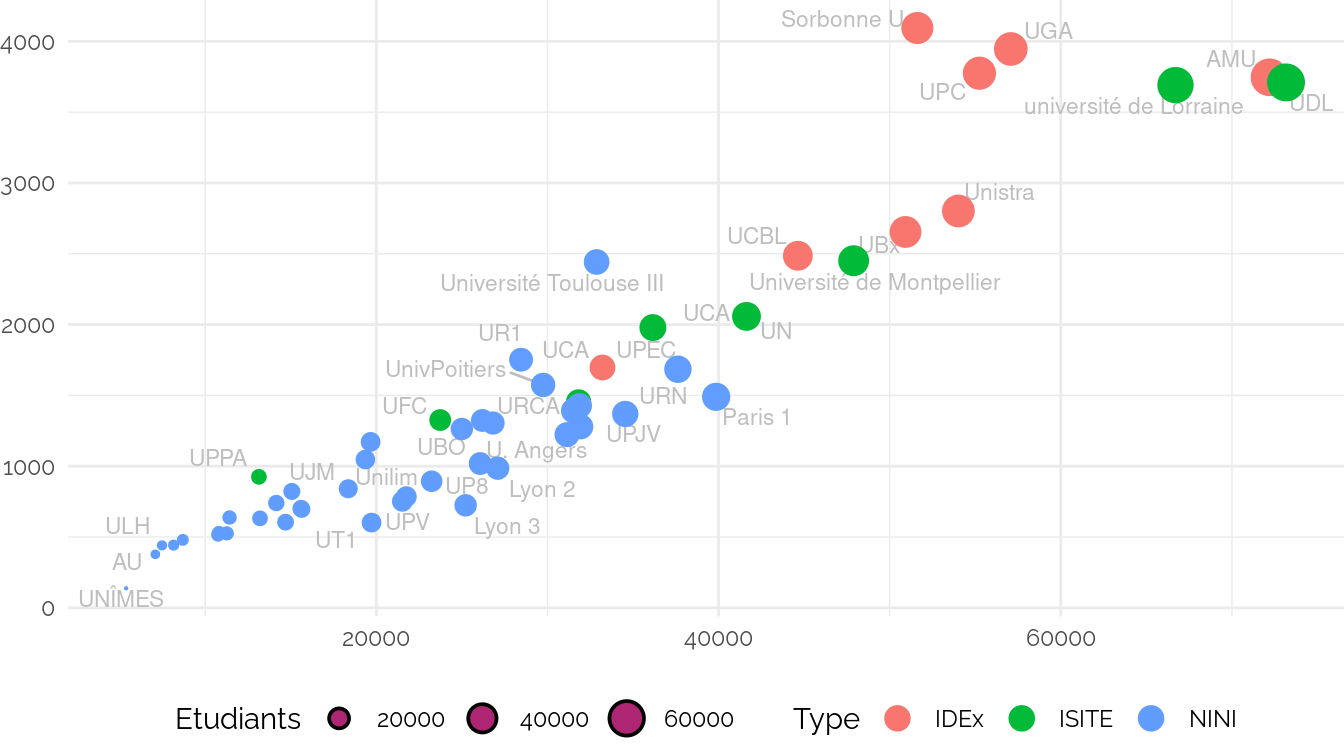 4000
Sorbonne U
UGA
AMU
UPC
université de Lorraine
UDL
3000
Unistra
UCBL
UBx
Université Toulouse III
Université de Montpellier
2000
UCA
UN
UR1
UCA
UPEC
UnivPoitiers
UFC
URCA
URN
Paris 1
UPJV
UBO
U. Angers
1000
UPPA
UJM
Unilim
UP8
Lyon 2
ULH
UPV
Lyon 3
UT1
AU
UNÎMES
0
20000
40000
60000
Etudiants 20000 40000 60000 Type IDEx ISITE NINI